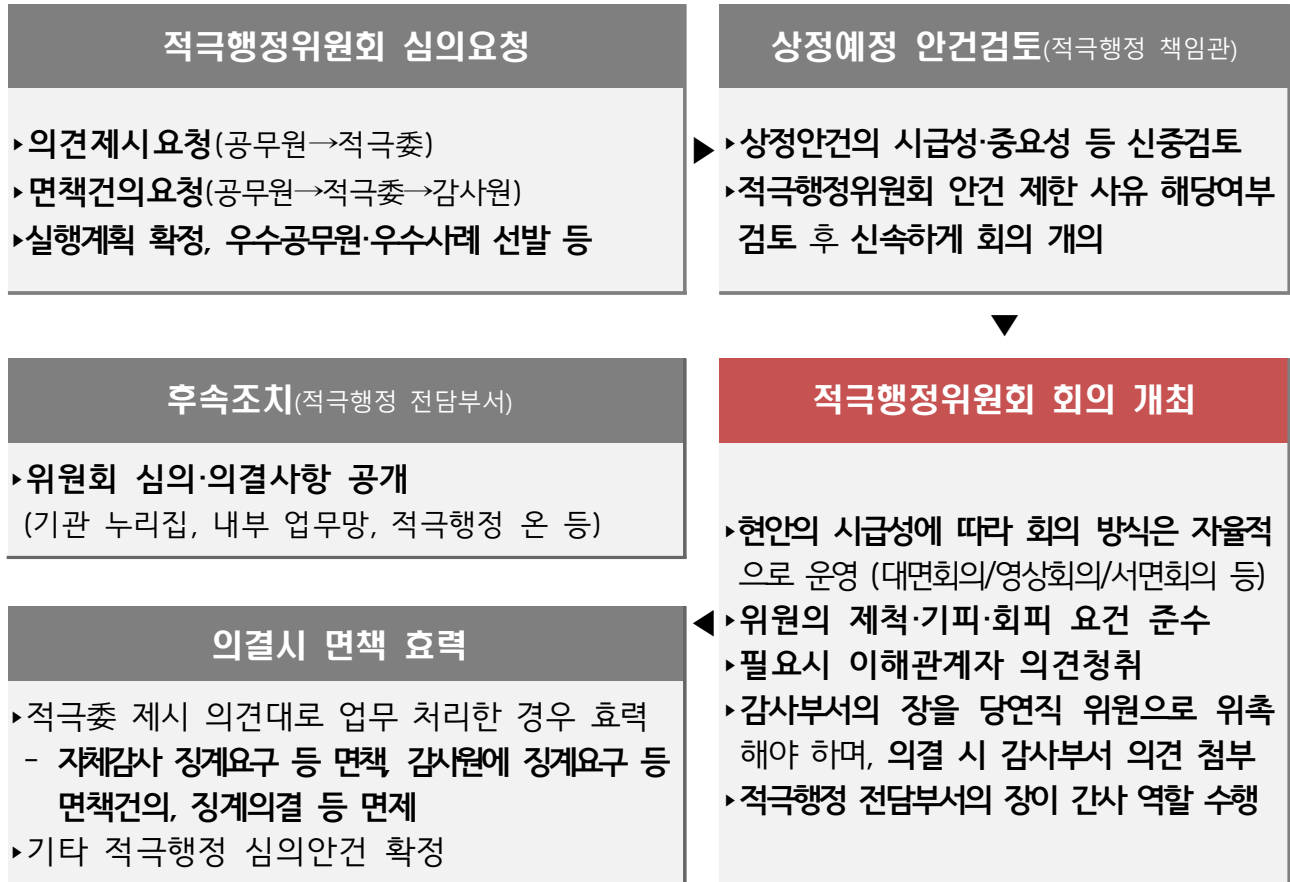 적극행정위원회 심의요청
▸의견제시요청(공무원→적극委)
▸면책건의요청(공무원→적극委→감사원)
▸실행계획 확정, 우수공무원·우수사례 선발 등
▶
상정예정 안건검토(적극행정 책임관)
▸상정안건의 시급성·중요성 등 신중검토
▸적극행정위원회 안건 제한 사유 해당여부
검토 후 신속하게 회의 개의
▼
적극행정위원회 회의 개최
▸현안의 시급성에 따라 회의 방식은 자율적
으로 운영 (대면회의/영상회의/서면회의 등)
▸위원의 제척·기피·회피 요건 준수
▸필요시 이해관계자 의견청취
▸감사부서의 장을 당연직 위원으로 위촉
해야 하며, 의결 시 감사부서 의견 첨부
▸적극행정 전담부서의 장이 간사 역할 수행
◀
후속조치(적극행정 전담부서)
▸위원회 심의·의결사항 공개
(기관 누리집, 내부 업무망, 적극행정 온 등)
의결시 면책 효력
▸적극委 제시 의견대로 업무 처리한 경우 효력
- 자체감사 징계요구 등 면책, 감사원에 징계요구 등
면책건의, 징계의결 등 면제
▸기타 적극행정 심의안건 확정